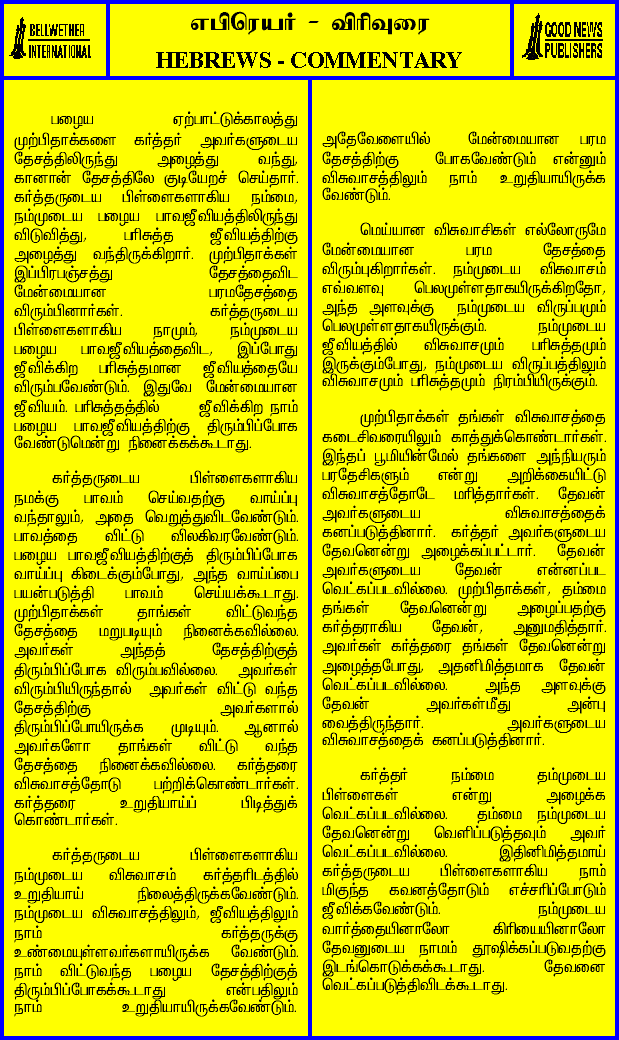 BELLWETHER
INTERNATIONAL
எபிரெயர் - விரிவுரை
HEBREWS - COMMENTARY
GOOD NEWS
PUBLISHERS
பழைய ஏற்பாட்டுக்காலத்து
முற்பிதாக்களை கர்த்தர் அவர்களுடைய
தேசத்திலிருந்து அழைத்து வந்து,
கானான் தேசத்திலே குடியேறச் செய்தார்.
கர்த்தருடைய பிள்ளைகளாகிய நம்மை,
நம்முடைய பழைய பாவஜீவியத்திலிருந்து
விடுவித்து, பரிசுத்த ஜீவியத்திற்கு
அழைத்து வந்திருக்கிறார். முற்பிதாக்கள்
இப்பிரபஞ்சத்து தேசத்தைவிட
மேன்மையான பரமதேசத்தை
விரும்பினார்கள். கர்த்தருடைய
பிள்ளைகளாகிய நாமும், நம்முடைய
பழைய பாவஜீவியத்தைவிட, இப்போது
ஜீவிக்கிற பரிசுத்தமான ஜீவியத்தையே
விரும்பவேண்டும். இதுவே மேன்மையான
ஜீவியம். பரிசுத்தத்தில் ஜீவிக்கிற நாம்
பழைய பாவஜீவியத்திற்கு திரும்பிப்போக
வேண்டுமென்று நினைக்கக்கூடாது.
கர்த்தருடைய பிள்ளைகளாகிய
நமக்கு பாவம் செய்வதற்கு வாய்ப்பு
வந்தாலும், அதை வெறுத்துவிடவேண்டும்.
பாவத்தை விட்டு விலகிவரவேண்டும்.
பழைய பாவஜீவியத்திற்குத் திரும்பிப்போக
வாய்ப்பு கிடைக்கும்போது, அந்த வாய்ப்பை
பயன்படுத்தி பாவம் செய்யக்கூடாது.
முற்பிதாக்கள் தாங்கள் விட்டுவந்த
தேசத்தை மறுபடியும் நினைக்கவில்லை.
அவர்கள் அந்தத் தேசத்திற்குத்
திரும்பிப்போக விரும்பவில்லை. அவர்கள்
விரும்பியிருந்தால் அவர்கள் விட்டு வந்த
தேசத்திற்கு அவர்களால்
திரும்பிப்போயிருக்க முடியும். ஆனால்
அவர்களோ தாங்கள் விட்டு வந்த
தேசத்தை நினைக்கவில்லை. கர்த்தரை
விசுவாசத்தோடு பற்றிக்கொண்டார்கள்.
கர்த்தரை உறுதியாய்ப் பிடித்துக்
கொண்டார்கள்.
கர்த்தருடைய பிள்ளைகளாகிய
நம்முடைய விசுவாசம் கர்த்தரிடத்தில்
உறுதியாய் நிலைத்திருக்கவேண்டும்.
நம்முடைய விசுவாசத்திலும், ஜீவியத்திலும்
நாம் கர்த்தருக்கு
உண்மையுள்ளவர்களாயிருக்க வேண்டும்.
நாம் விட்டுவந்த பழைய தேசத்திற்குத்
திரும்பிப்போகக்கூடாது என்பதிலும்
நாம் உறுதியாயிருக்கவேண்டும்.
அதேவேளையில் மேன்மையான பரம
தேசத்திற்கு போகவேண்டும் என்னும்
விசுவாசத்திலும் நாம் உறுதியாயிருக்க
வேண்டும்.
மெய்யான விசுவாசிகள் எல்லோருமே
மேன்மையான பரம தேசத்தை
விரும்புகிறார்கள். நம்முடைய விசுவாசம்
எவ்வளவு பெலமுள்ளதாகயிருக்கிறதோ,
அந்த அளவுக்கு நம்முடைய விருப்பமும்
பெலமுள்ளதாகயிருக்கும். நம்முடைய
ஜீவியத்தில் விசுவாசமும் பரிசுத்தமும்
இருக்கும்போது, நம்முடைய விருப்பத்திலும்
விசுவாசமும் பரிசுத்தமும் நிரம்பியிருக்கும்.
முற்பிதாக்கள் தங்கள் விசுவாசத்தை
கடைசிவரையிலும் காத்துக்கொண்டார்கள்.
இந்தப் பூமியின்மேல் தங்களை அந்நியரும்
பரதேசிகளும் என்று அறிக்கையிட்டு
விசுவாசத்தோடே மரித்தார்கள். தேவன்
அவர்களுடைய விசுவாசத்தைக்
கனப்படுத்தினார். கர்த்தர் அவர்களுடைய
தேவனென்று அழைக்கப்பட்டார். தேவன்
அவர்களுடைய தேவன் என்னப்பட
வெட்கப்படவில்லை. முற்பிதாக்கள், தம்மை
தங்கள் தேவனென்று அழைப்பதற்கு
கர்த்தராகிய தேவன், அனுமதித்தார்.
அவர்கள் கர்த்தரை தங்கள் தேவனென்று
அழைத்தபோது, அதனிமித்தமாக தேவன்
வெட்கப்படவில்லை. அந்த அளவுக்கு
தேவன் அவர்கள்மீது அன்பு
வைத்திருந்தார். அவர்களுடைய
விசுவாசத்தைக் கனப்படுத்தினார்.
கர்த்தர் நம்மை தம்முடைய
பிள்ளைகள் என்று அழைக்க
வெட்கப்படவில்லை. தம்மை நம்முடைய
தேவனென்று வெளிப்படுத்தவும் அவர்
வெட்கப்படவில்லை. இதினிமித்தமாய்
கர்த்தருடைய பிள்ளைகளாகிய நாம்
மிகுந்த கவனத்தோடும் எச்சரிப்போடும்
ஜீவிக்கவேண்டும். நம்முடைய
வார்த்தையினாலோ கிரியையினாலோ
தேவனுடைய நாமம் தூஷிக்கப்படுவதற்கு
இடங்கொடுக்கக்கூடாது. தேவனை
வெட்கப்படுத்திவிடக்கூடாது.